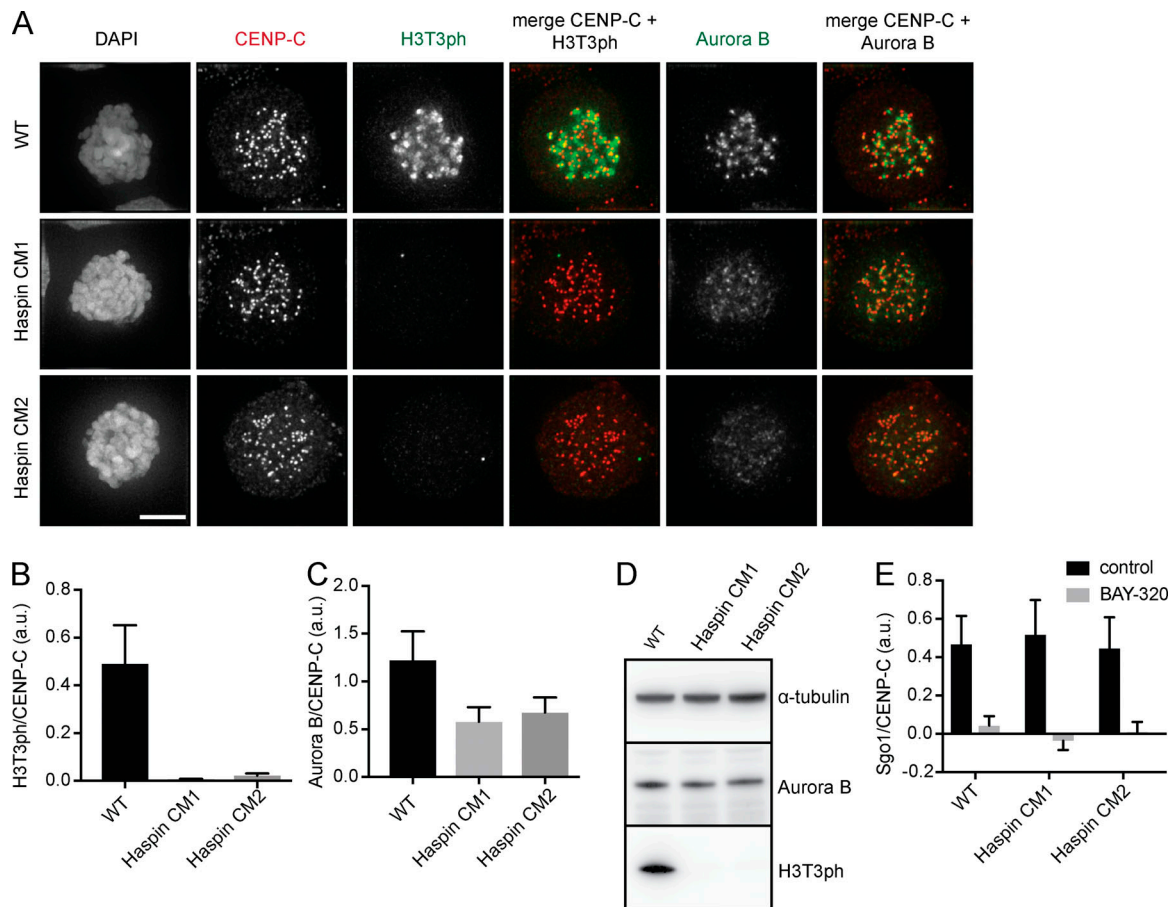 A
DAPI
CENP-C
H3T3ph
merge CENP-C +
H3T3ph
Aurora B
merge CENP-C +
Aurora B
WT
Haspin CM1
Haspin CM2
B
H3T3ph/CENP-C (a.u.)
0.8
0.6
0.4
0.2
0.0
WT
Haspin CM1
Haspin CM2
C
Aurora B/CENP-C (a.u.)
2.0
1.5
1.0
0.5
0.0
WT
Haspin CM1
Haspin CM2
D
WT
Haspin CM1
Haspin CM2
α-tubulin
Aurora B
H3T3ph
E
control
BAY-320
Sgo1/CENP-C (a.u.)
0.8
0.6
0.4
0.2
0.0
-0.2
WT
Haspin CM1
Haspin CM2